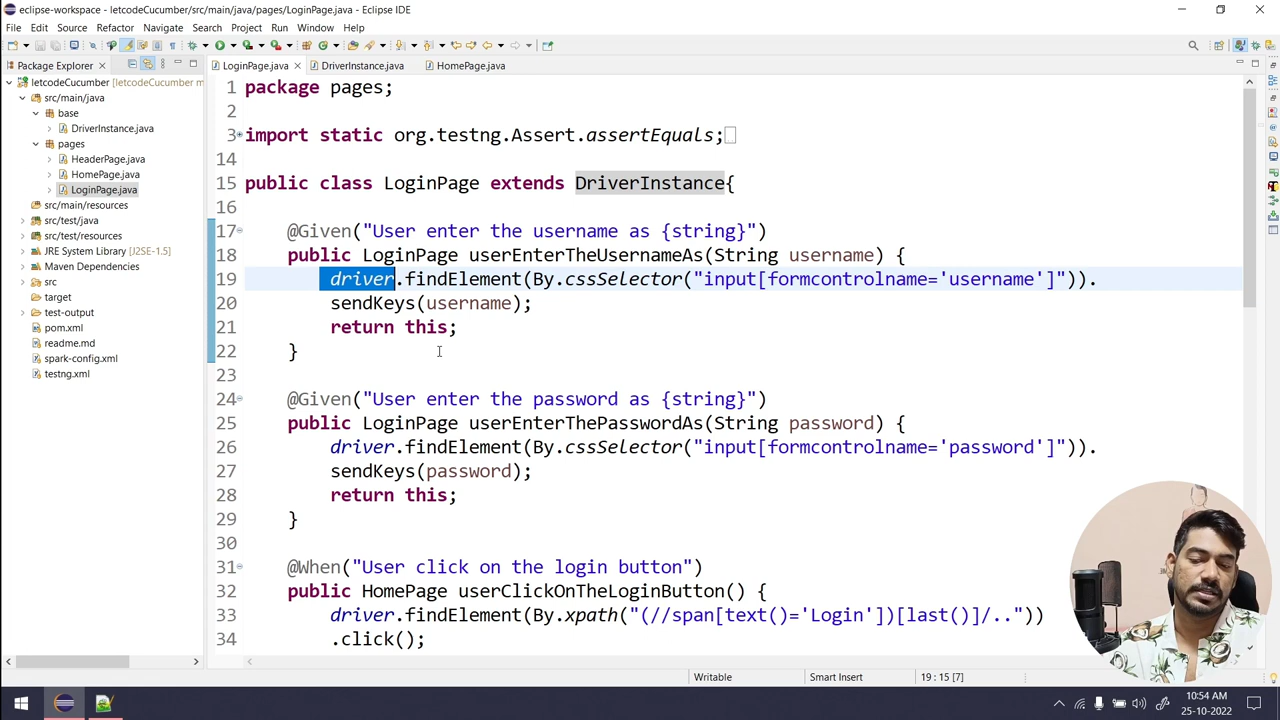 eclipse-workspace - letcodeCucumber/src/main/java/pages/LoginPage.java - Eclipse IDE
File Edit Source Refactor Navigate Search Project Run Window Help
Package Explorer
LoginPage.java DriverInstance.java HomePage.java
letcodeCucumber [letcodeCucumber m
src/main/java
base
DriverInstance.java
pages
HeaderPage.java
HomePage.java
LoginPage.java
src/main/resources
src/test/java
src/test/resources
JRE System Library [J2SE-1.5]
Maven Dependencies
src
target
test-output
pom.xml
readme.md
spark-config.xml
testng.xml
1 package pages;
2
3 import static org.testng.Assert.assertEquals;
14
15 public class LoginPage extends DriverInstance{
16
17 @Given("User enter the username as {string}")
18 public LoginPage userEnterTheUsernameAs(String username) {
19 driver.findElement(By.cssSelector("input[formcontrolname='username']")).
20 sendKeys(username);
21 return this;
22 }
23
24 @Given("User enter the password as {string}")
25 public LoginPage userEnterThePasswordAs(String password) {
26 driver.findElement(By.cssSelector("input[formcontrolname='password']")).
27 sendKeys(password);
28 return this;
29 }
30
31 @When("User click on the login button")
32 public HomePage userClickOnTheLoginButton() {
33 driver.findElement(By.xpath("(//span[text()='Login'])[last()]/.."))
34 .click();
Writable Smart Insert 19 : 15 [7]
10:54 AM
25-10-2022